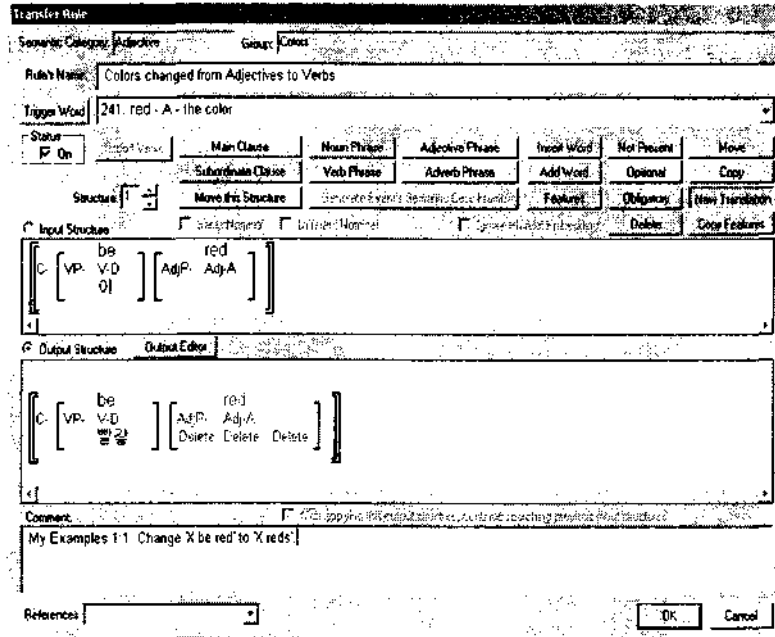 Transfer Rule
Semantic Category: Adjective Group: Colors
Rule's Name: Colors changed from Adjectives to Verbs
Trigger Word 241. red - A - the color
Status
On
Main Clause Noun Phrase Adjective Phrase Insert Word Not Present Move
Subordinate Clause Verb Phrase Adverb Phrase Add Word Optional Copy
Structure: 1 Move this Structure Features Obligatory New Translation
Input Structure Delete Copy Features
be red
C- VP- V-D AdjP- Adj-A
이
Output Structure Output Editor
be red
C- VP- V-D AdjP- Adj-A
빨갛 Delete Delete Delete
Comment:
My Examples 1:1 Change 'X be red' to 'X reds'.
References OK Cancel